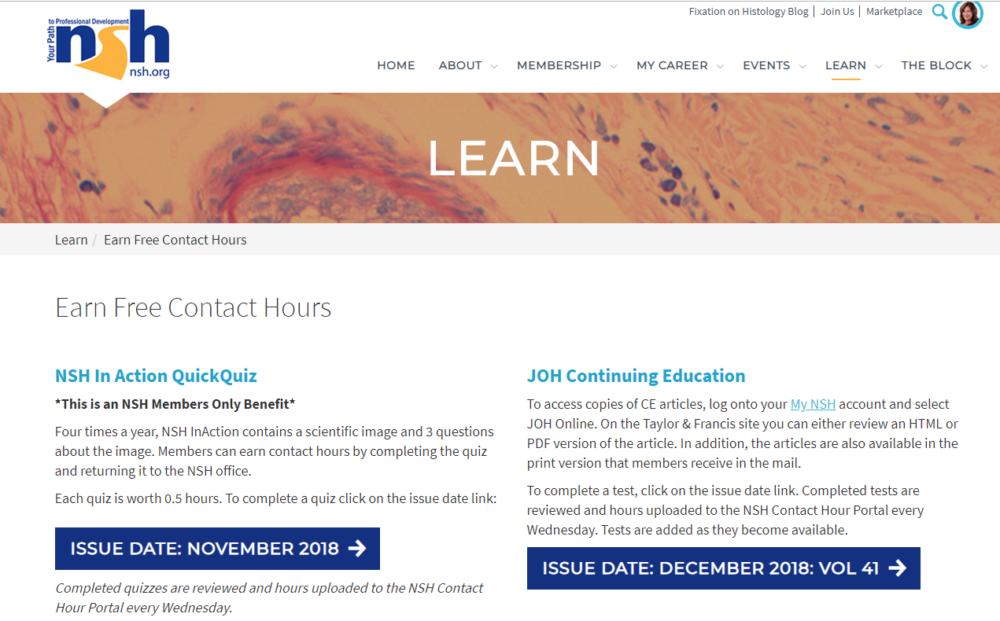 Fixation on Histology Blog | Join Us | Marketplace
Your Path
to Professional Development
nsh
nsh.org
HOME ABOUT MEMBERSHIP MY CAREER EVENTS LEARN THE BLOCK
LEARN
Learn / Earn Free Contact Hours
Earn Free Contact Hours
NSH In Action QuickQuiz
*This is an NSH Members Only Benefit*
Four times a year, NSH InAction contains a scientific image and 3 questions
about the image. Members can earn contact hours by completing the quiz
and returning it to the NSH office.
Each quiz is worth 0.5 hours. To complete a quiz click on the issue date link:
ISSUE DATE: NOVEMBER 2018 →
Completed quizzes are reviewed and hours uploaded to the NSH Contact
Hour Portal every Wednesday.
JOH Continuing Education
To access copies of CE articles, log onto your My NSH account and select
JOH Online. On the Taylor & Francis site you can either review an HTML or
PDF version of the article. In addition, the articles are also available in the
print version that members receive in the mail.
To complete a test, click on the issue date link. Completed tests are
reviewed and hours uploaded to the NSH Contact Hour Portal every
Wednesday. Tests are added as they become available.
ISSUE DATE: DECEMBER 2018: VOL 41 →